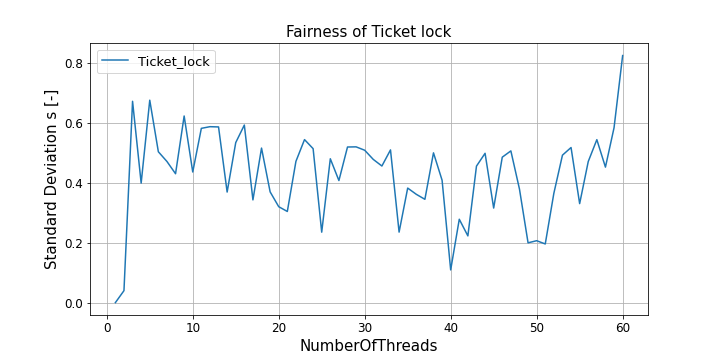 Fairness of Ticket lock
Ticket_lock
Standard Deviation s [-]
0.8
0.6
0.4
0.2
0.0
0 10 20 30 40 50 60
NumberOfThreads